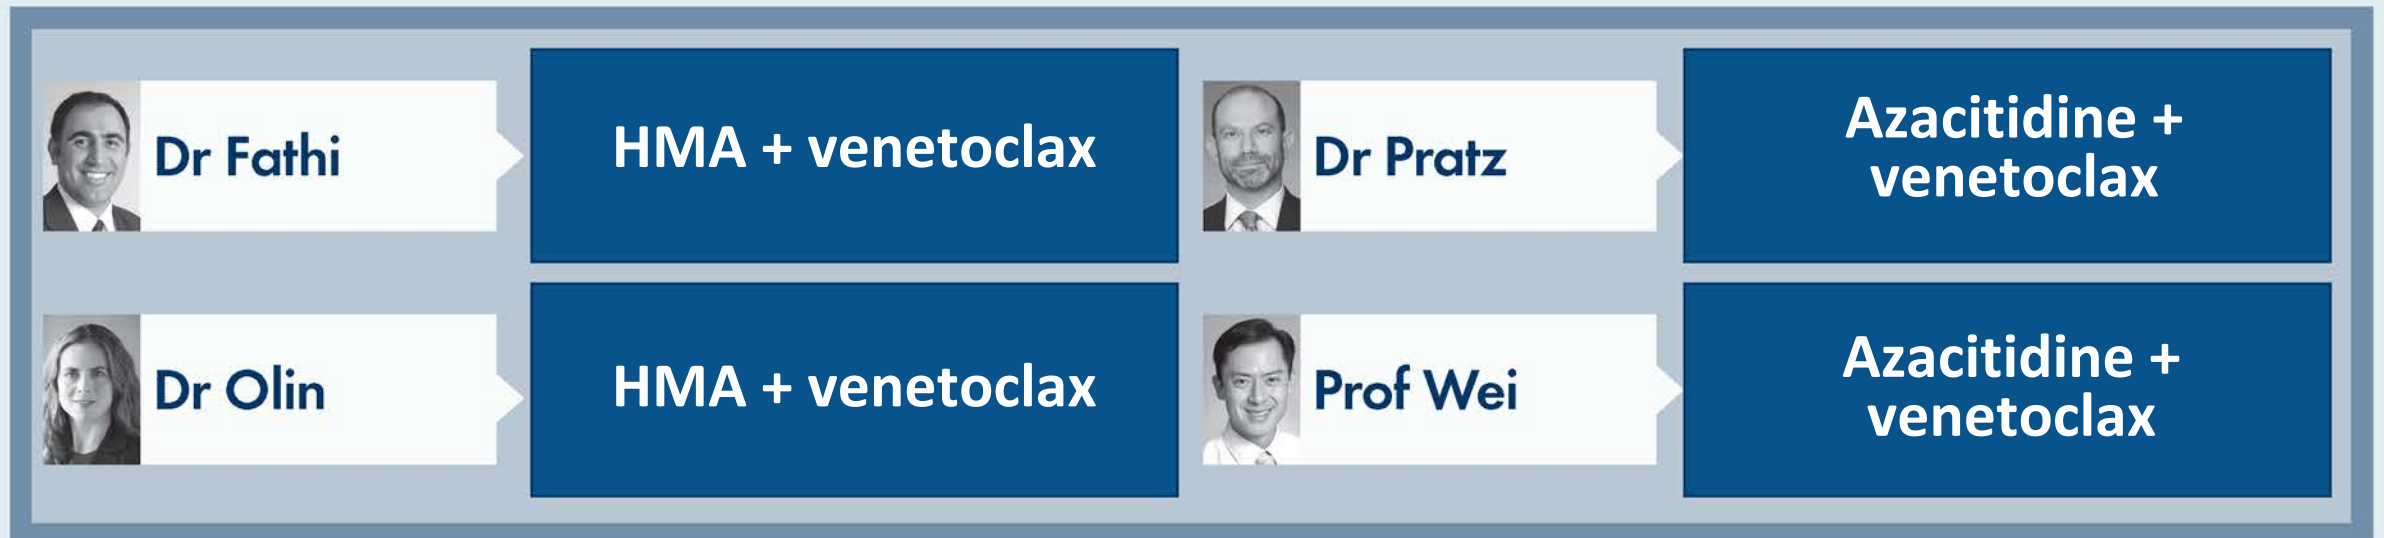 Dr Fathi
HMA + venetoclax
Dr Pratz
Azacitidine +
venetoclax
Dr Olin
HMA + venetoclax
Prof Wei
Azacitidine +
venetoclax